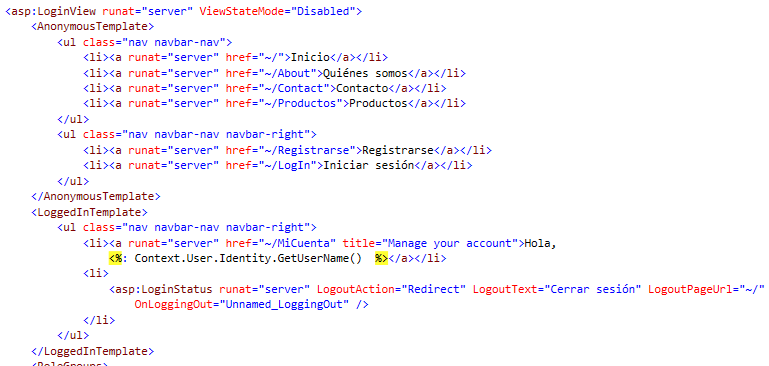 <asp:LoginView runat="server" ViewStateMode="Disabled">
<AnonymousTemplate>
<ul class="nav navbar-nav">
<li><a runat="server" href="~/">Inicio</a></li>
<li><a runat="server" href="~/About">Quiénes somos</a></li>
<li><a runat="server" href="~/Contact">Contacto</a></li>
<li><a runat="server" href="~/Productos">Productos</a></li>
</ul>
<ul class="nav navbar-nav navbar-right">
<li><a runat="server" href="~/Registrarse">Registrarse</a></li>
<li><a runat="server" href="~/LogIn">Iniciar sesión</a></li>
</ul>
</AnonymousTemplate>
<LoggedInTemplate>
<ul class="nav navbar-nav navbar-right">
<li><a runat="server" href="~/MiCuenta" title="Manage your account">Hola,
<%: Context.User.Identity.GetUserName()  %></a></li>
<li>
<asp:LoginStatus runat="server" LogoutAction="Redirect" LogoutText="Cerrar sesión" LogoutPageUrl="~/"
OnLoggingOut="Unnamed_LoggingOut" />
</li>
</ul>
</LoggedInTemplate>
<RoleGroups>